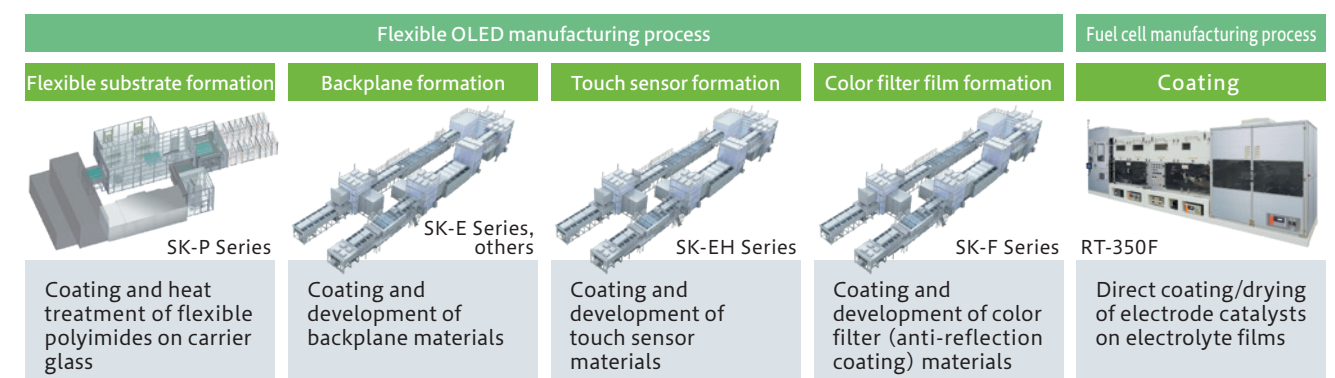 Flexible OLED manufacturing process
Fuel cell manufacturing process
Flexible substrate formation
Backplane formation
Touch sensor formation
Color filter film formation
Coating
SK-P Series
SK-E Series,
others
SK-EH Series
SK-F Series
RT-350F
Coating and heat
treatment of flexible
polyimides on carrier
glass
Coating and
development of
backplane materials
Coating and
development of
touch sensor
materials
Coating and
development of color
filter (anti-reflection
coating) materials
Direct coating/drying
of electrode catalysts
on electrolyte films